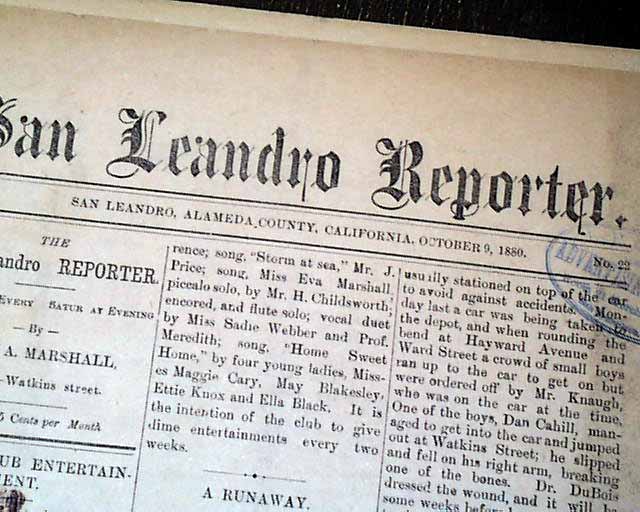 San Leandro Reporter.
SAN LEANDRO, ALAMEDA COUNTY, CALIFORNIA, OCTOBER 9, 1880. No. 22
THE
andro REPORTER.
EVERY SATUR AY EVENING
— By —
A. MARSHALL,
Watkins street.
5 Cents per Month
UB ENTERTAIN-
ENT.
rence; song, "Storm at sea," Mr. J.
Price; song, Miss Eva Marshall,
piccalo solo, by Mr. H. Childsworth,
encored, and flute solo; vocal duet
by Miss Sadie Webber and Prof.
Meredith; song, "Home Sweet
Home," by four young ladies, Miss-
es Maggie Cary, May Blakesley,
Ettie Knox and Ella Black. It is
the intention of the club to give
dime entertainments every two
weeks.
A RUNAWAY.
usually stationed on top of the car
to avoid against accidents. Mon-
day last a car was being taken to
the depot, and when rounding the
bend at Hayward Avenue and
Ward Street a crowd of small boys
ran up to the car to get on but
were ordered off by Mr. Knaugh,
who was on the car at the time.
One of the boys, Dan Cahill, man-
aged to get into the car and jumped
out at Watkins Street; he slipped
and fell on his right arm, breaking
one of the bones. Dr. DuBois
dressed the wound, and it will be
some weeks before